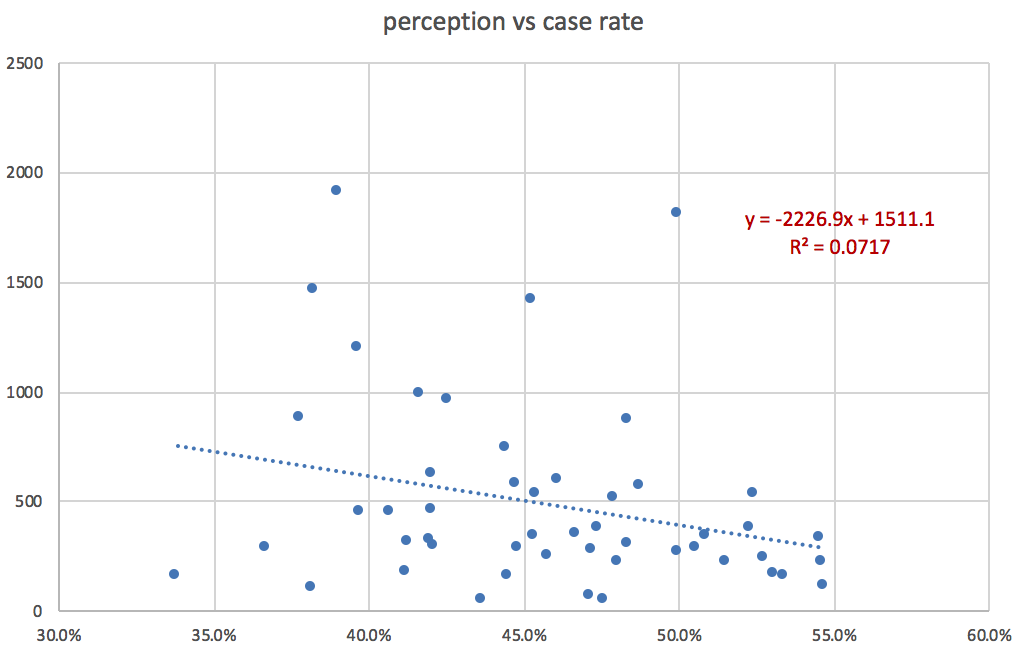 perception vs case rate
2500
2000
y = -2226.9x + 1511.1
R² = 0.0717
1500
1000
500
0
30.0% 35.0% 40.0% 45.0% 50.0% 55.0% 60.0%